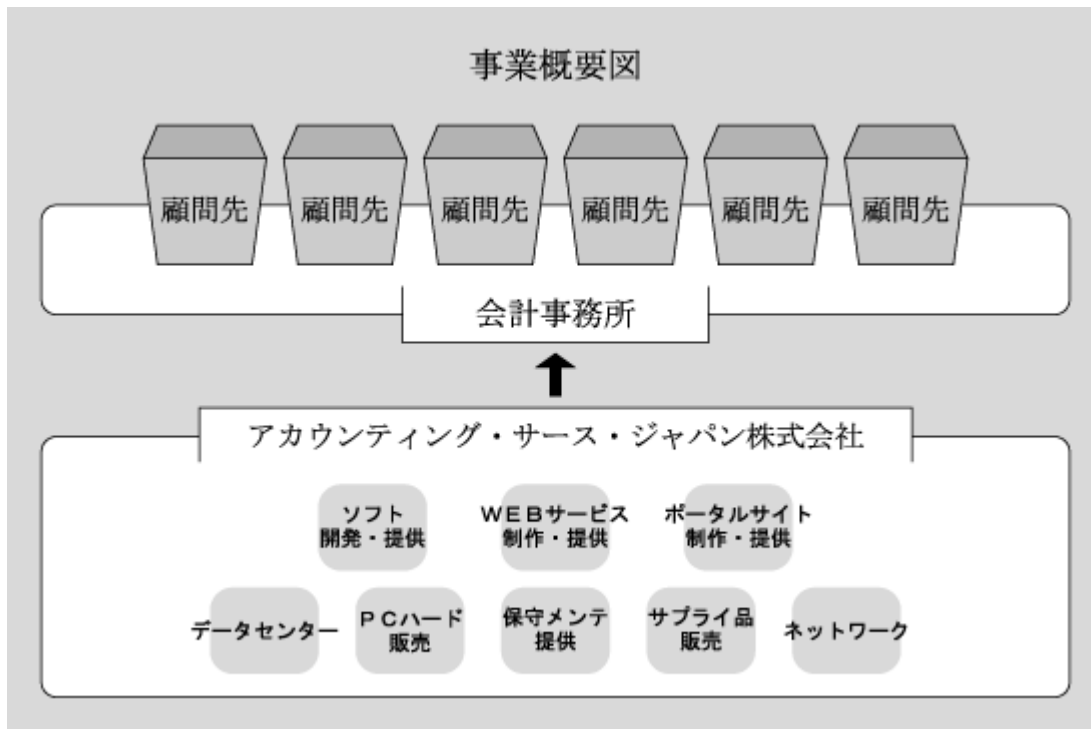 事業概要図
顧問先
顧問先
顧問先
顧問先
顧問先
顧問先
会計事務所
アカウンティング・サース・ジャパン株式会社
ソフト
開発・提供
ＷＥＢサービス
制作・提供
ポータルサイト
制作・提供
データセンター
ＰＣハード
販売
保守メンテ
提供
サプライ品
販売
ネットワーク